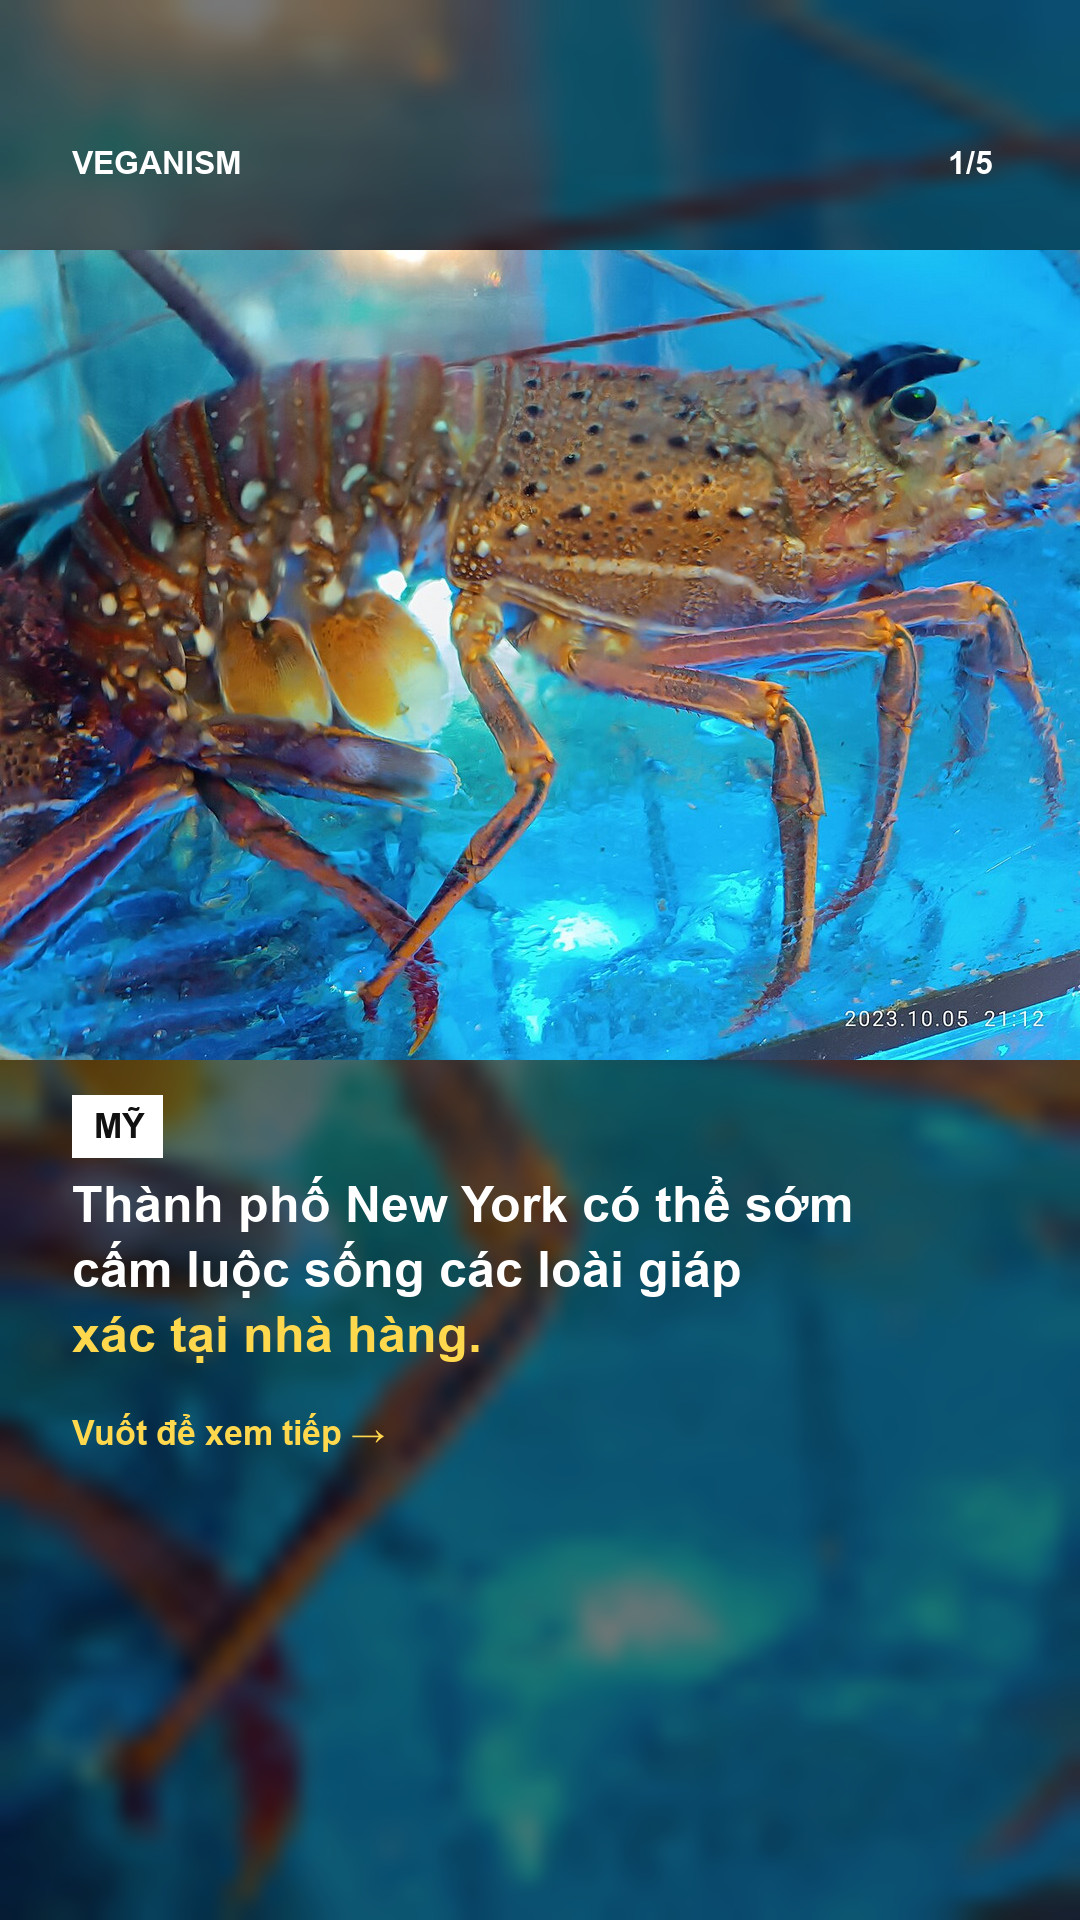 VEGANISM
1/5
2023.10.05 21:12
MỸ
Thành phố New York có thể sớm
cấm luộc sống các loài giáp
xác tại nhà hàng.
Vuốt để xem tiếp →